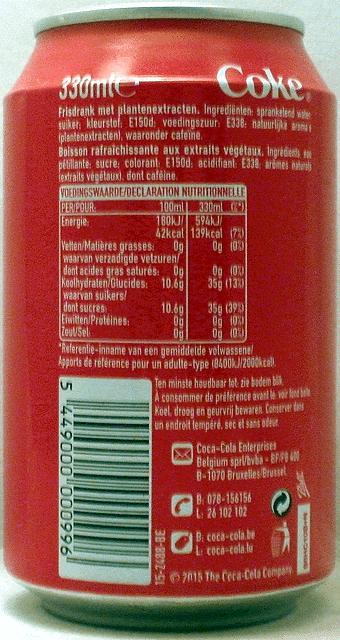 330ml e Coke
Frisdrank met plantenextracten. Ingrediënten: sprankelend water
suiker; kleurstof: E150d; voedingszuur: E338; natuurlijke aroma's
(plantenextracten), waaronder cafeïne.
Boisson rafraîchissante aux extraits végétaux. Ingrédients: eau
pétillante; sucre; colorant: E150d; acidifiant: E338; arômes naturels
(extraits végétaux), dont caféine.
VOEDINGSWAARDE/DECLARATION NUTRITIONNELLE
PER/POUR: 100ml 330ml (%*)
Energie: 180kJ/ 594kJ/
42kcal 139kcal (7%)
Vetten/Matières grasses: 0g 0g (0%)
waarvan verzadigde vetzuren/
dont acides gras saturés: 0g 0g (0%)
Koolhydraten/Glucides: 10.6g 35g (13%)
waarvan suikers/
dont sucres: 10.6g 35g (39%)
Eiwitten/Protéines: 0g 0g (0%)
Zout/Sel: 0g 0g (0%)
*Referentie-inname van een gemiddelde volwassene/
Apports de référence pour un adulte-type (8400kJ/2000kcal).
Ten minste houdbaar tot: zie bodem blik.
À consommer de préférence avant le: voir fond boîte
Koel, droog en geurvrij bewaren. Conserver dans
un endroit tempéré, sec et sans odeur.
Coca-Cola Enterprises
Belgium sprl/bvba - BP/PB 400
B-1070 Bruxelles/Brussel
B: 078-156156
L: 26 102 102
B: coca-cola.be
L: coca-cola.lu
© 2015 The Coca-Cola Company.
5 449000 000996
15-2488-BE